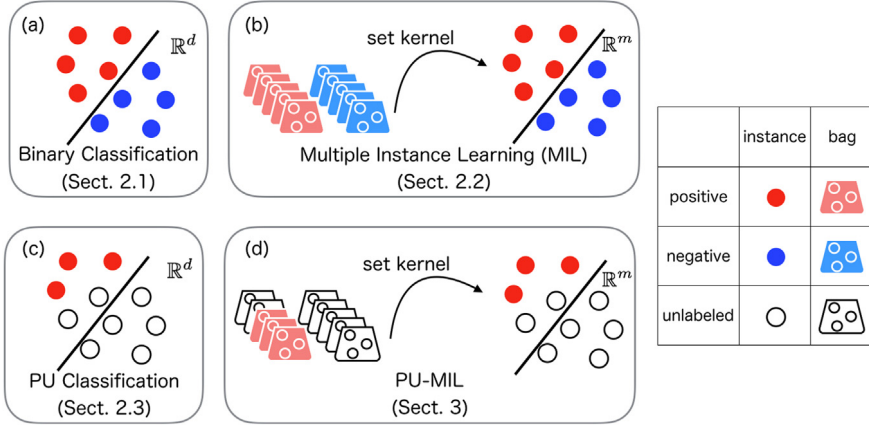 (a)
ℝ^d
Binary Classification
(Sect. 2.1)
(b)
set kernel
ℝ^m
Multiple Instance Learning (MIL)
(Sect. 2.2)
(c)
ℝ^d
PU Classification
(Sect. 2.3)
(d)
set kernel
ℝ^m
PU-MIL
(Sect. 3)
instance bag
positive
negative
unlabeled